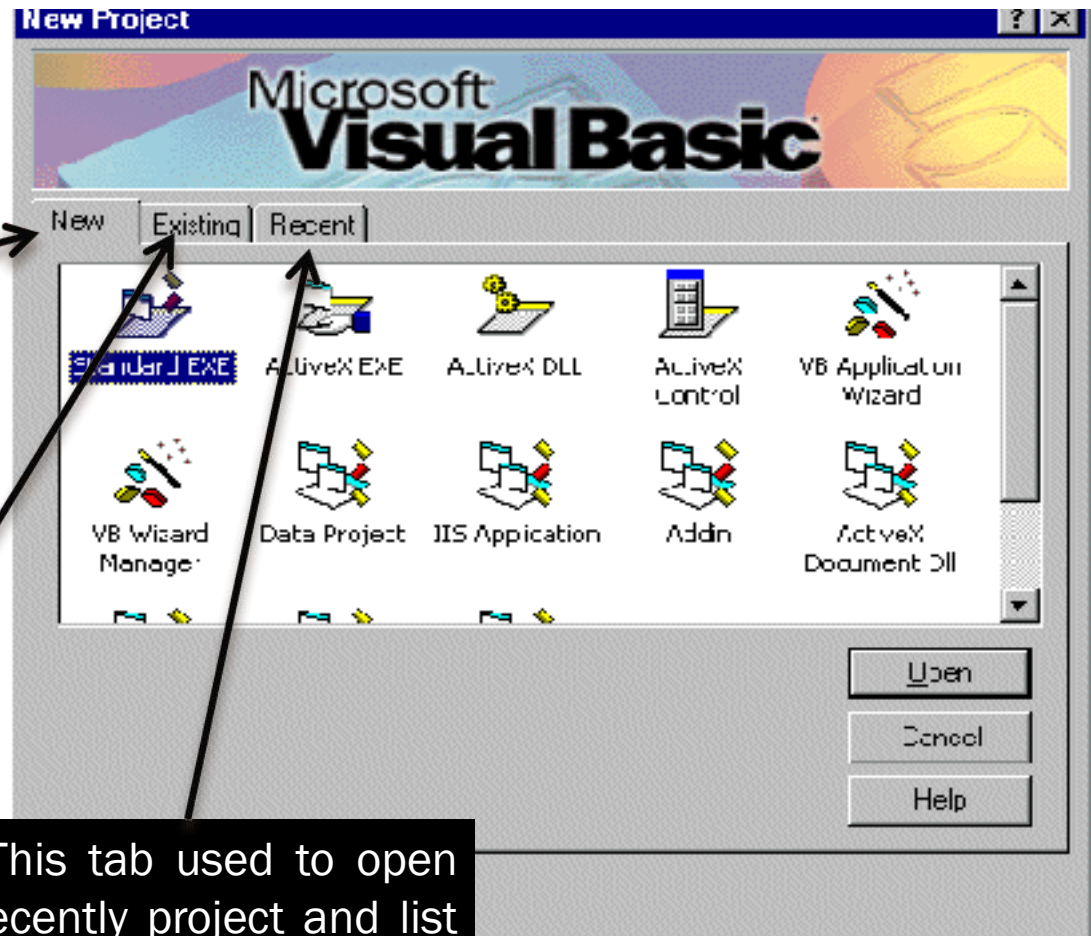 New Project
Microsoft
Visual Basic
New Existing Recent
Standard EXE ActiveX EXE ActiveX DLL ActiveX Control VB Application Wizard
VB Wizard Manager Data Project IIS Application Addin ActiveX Document Dll
Open
Cancel
Help
This tab used to open
recently project and list